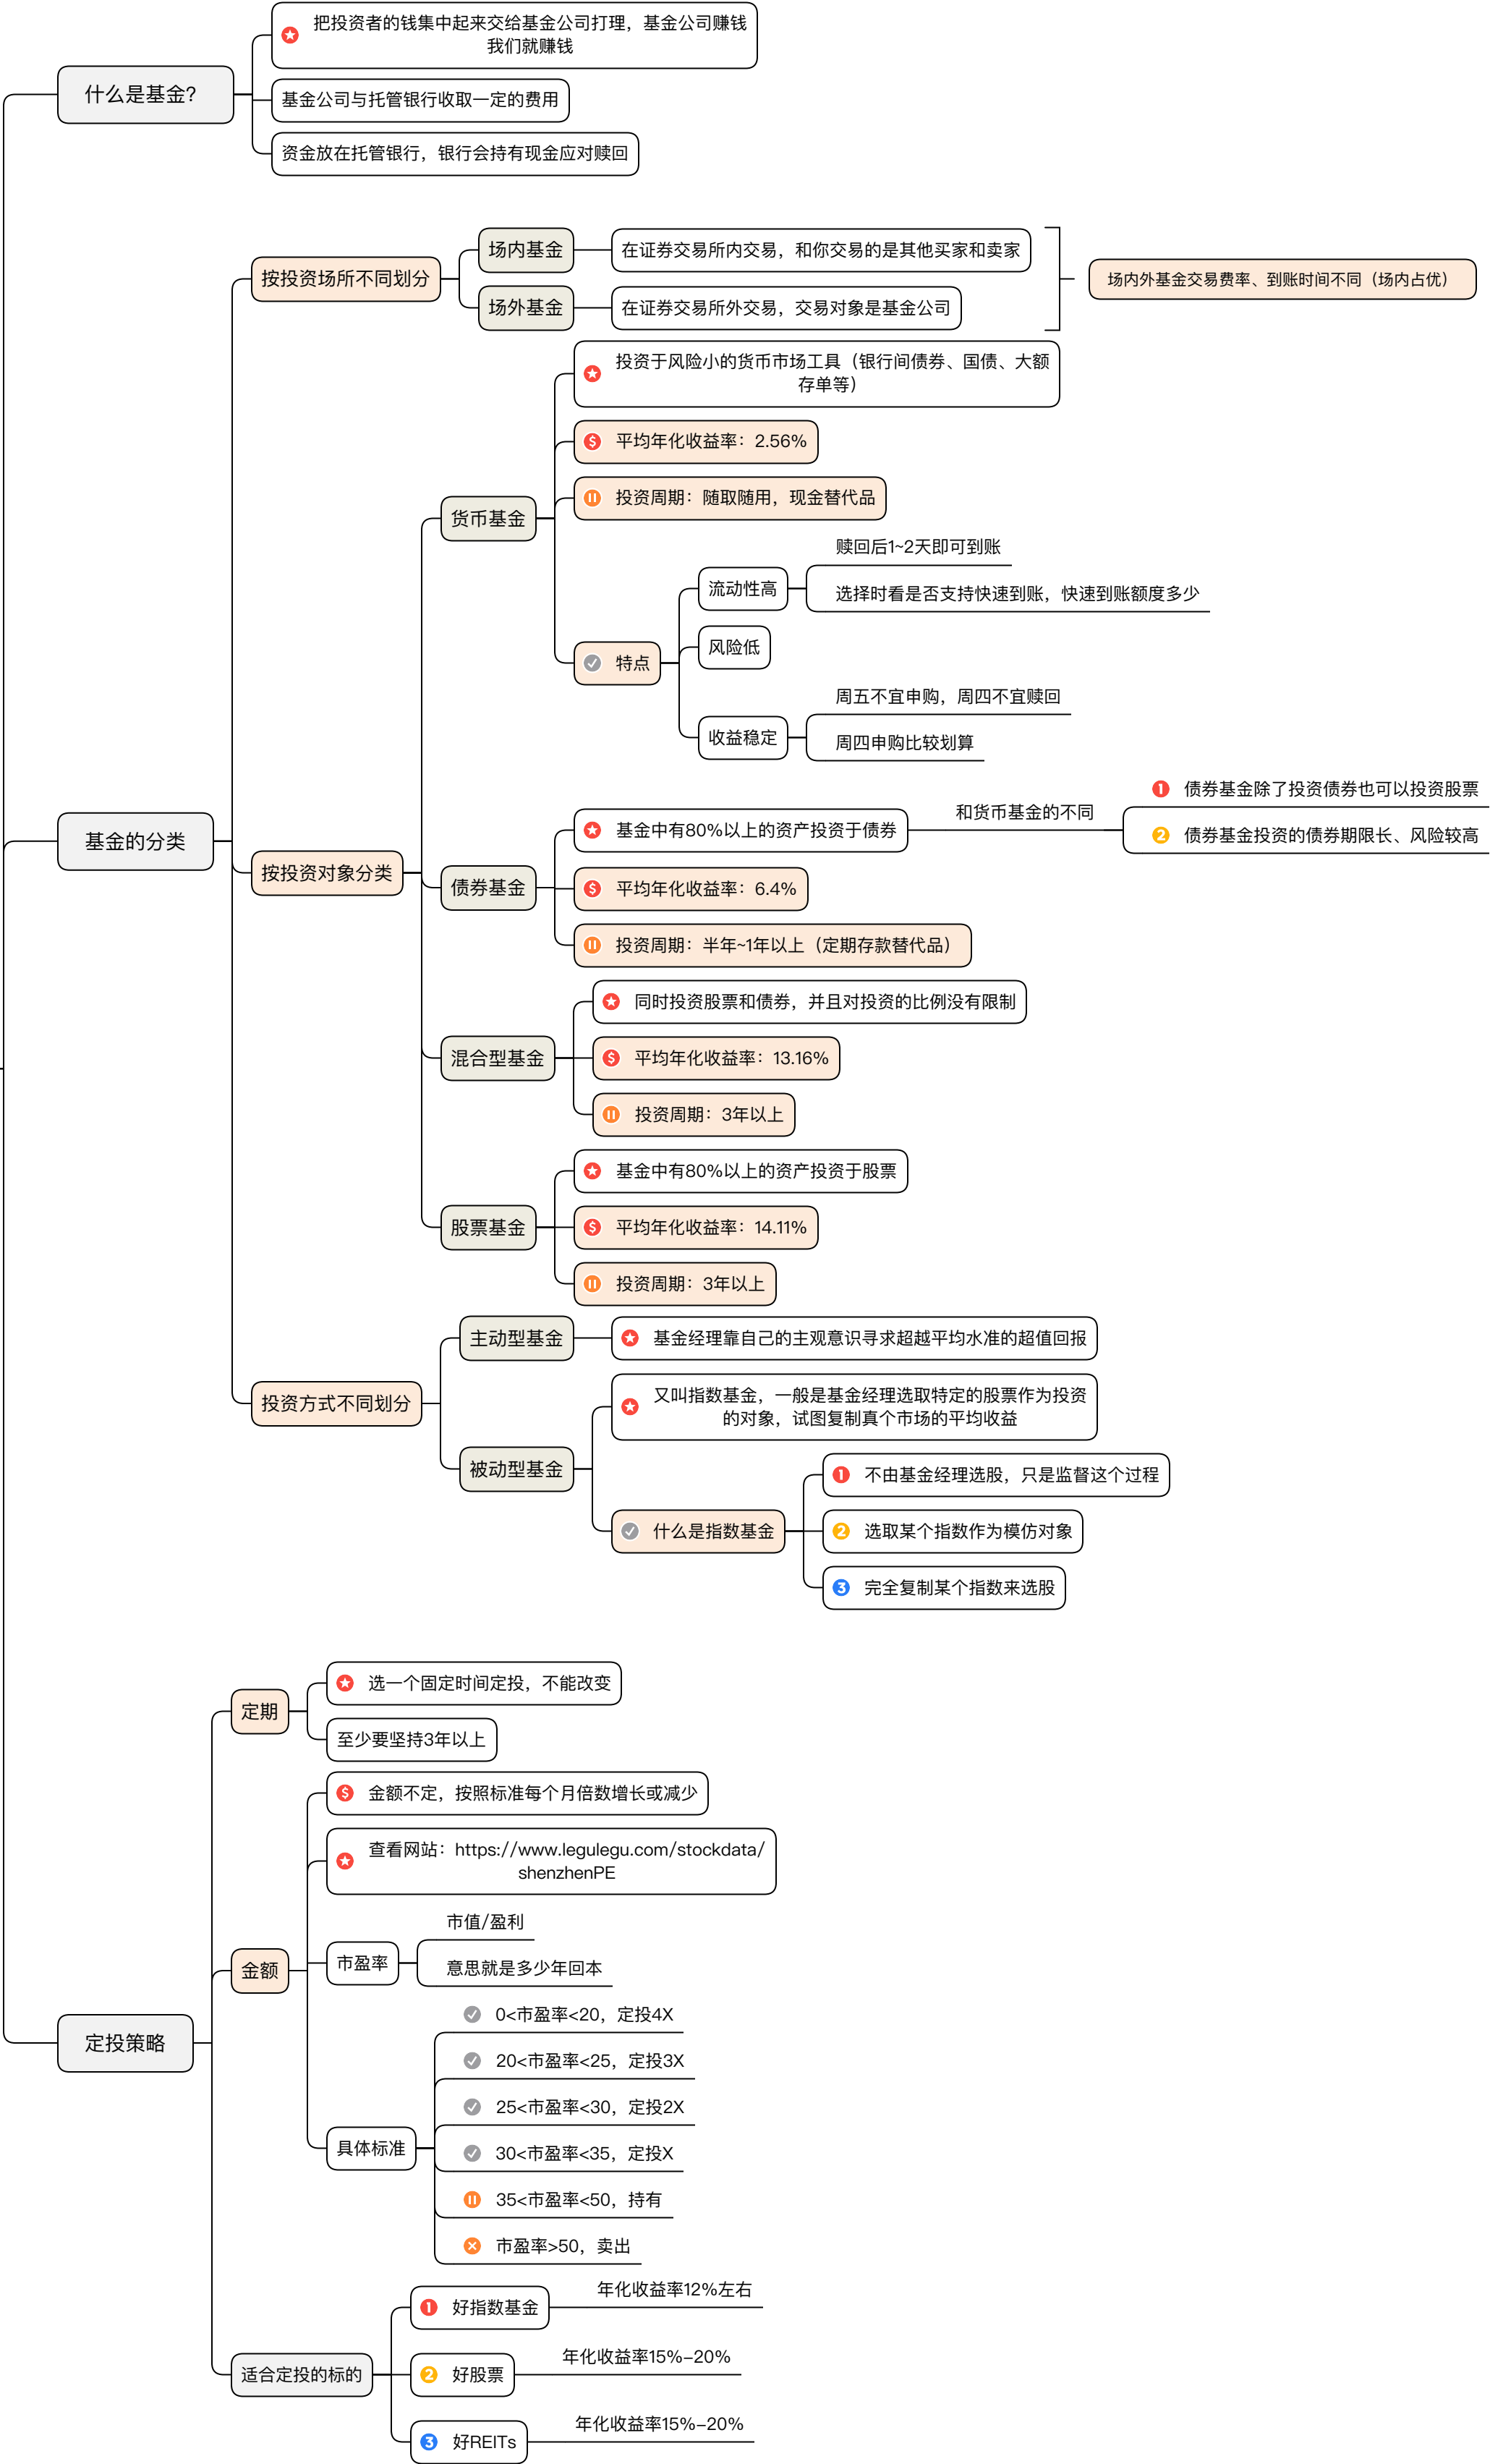 把投资者的钱集中起来交给基金公司打理，基金公司赚钱
我们就赚钱
什么是基金？
基金公司与托管银行收取一定的费用
资金放在托管银行，银行会持有现金应对赎回
场内基金
在证券交易所内交易，和你交易的是其他买家和卖家
按投资场所不同划分
场内外基金交易费率、到账时间不同（场内占优）
场外基金
在证券交易所外交易，交易对象是基金公司
投资于风险小的货币市场工具（银行间债券、国债、大额
存单等）
平均年化收益率：2.56%
投资周期：随取随用，现金替代品
货币基金
赎回后1~2天即可到账
流动性高
选择时看是否支持快速到账，快速到账额度多少
风险低
特点
周五不宜申购，周四不宜赎回
收益稳定
周四申购比较划算
基金的分类
按投资对象分类
债券基金
基金中有80%以上的资产投资于债券
和货币基金的不同
1 债券基金除了投资债券也可以投资股票
2 债券基金投资的债券期限长、风险较高
平均年化收益率：6.4%
投资周期：半年~1年以上（定期存款替代品）
同时投资股票和债券，并且对投资的比例没有限制
混合型基金
平均年化收益率：13.16%
投资周期：3年以上
基金中有80%以上的资产投资于股票
股票基金
平均年化收益率：14.11%
投资周期：3年以上
主动型基金
基金经理靠自己的主观意识寻求超越平均水准的超值回报
投资方式不同划分
又叫指数基金，一般是基金经理选取特定的股票作为投资
的对象，试图复制真个市场的平均收益
被动型基金
1 不由基金经理选股，只是监督这个过程
什么是指数基金
2 选取某个指数作为模仿对象
3 完全复制某个指数来选股
选一个固定时间定投，不能改变
定期
至少要坚持3年以上
金额不定，按照标准每个月倍数增长或减少
查看网站：https://www.legulegu.com/stockdata/
shenzhenPE
市值/盈利
金额
市盈率
意思就是多少年回本
定投策略
0<市盈率<20，定投4X
20<市盈率<25，定投3X
25<市盈率<30，定投2X
具体标准
30<市盈率<35，定投X
35<市盈率<50，持有
市盈率>50，卖出
1 好指数基金
年化收益率12%左右
适合定投的标的
2 好股票
年化收益率15%-20%
3 好REITs
年化收益率15%-20%